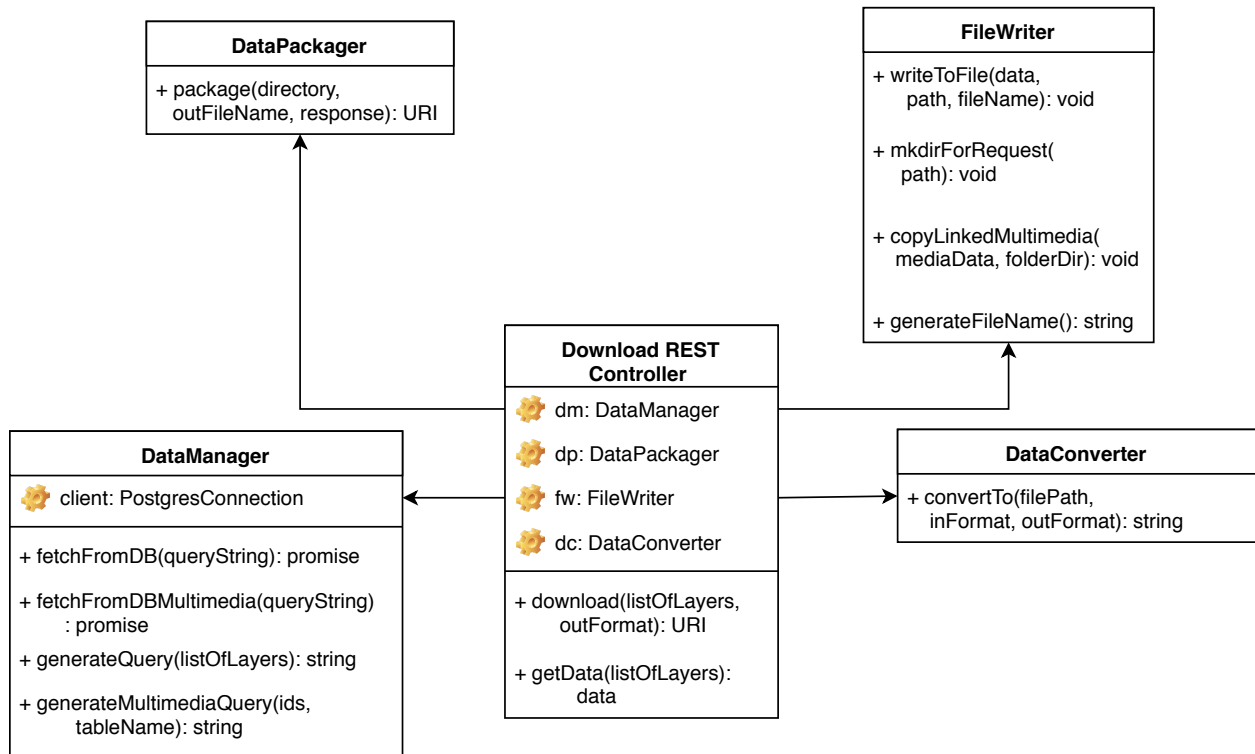 DataPackager
+ package(directory,
outFileName, response): URI
FileWriter
+ writeToFile(data,
path, fileName): void
+ mkdirForRequest(
path): void
+ copyLinkedMultimedia(
mediaData, folderDir): void
+ generateFileName(): string
Download REST
Controller
dm: DataManager
dp: DataPackager
fw: FileWriter
dc: DataConverter
+ download(listOfLayers,
outFormat): URI
+ getData(listOfLayers):
data
DataManager
client: PostgresConnection
+ fetchFromDB(queryString): promise
+ fetchFromDBMultimedia(queryString)
: promise
+ generateQuery(listOfLayers): string
+ generateMultimediaQuery(ids,
tableName): string
DataConverter
+ convertTo(filePath,
inFormat, outFormat): string